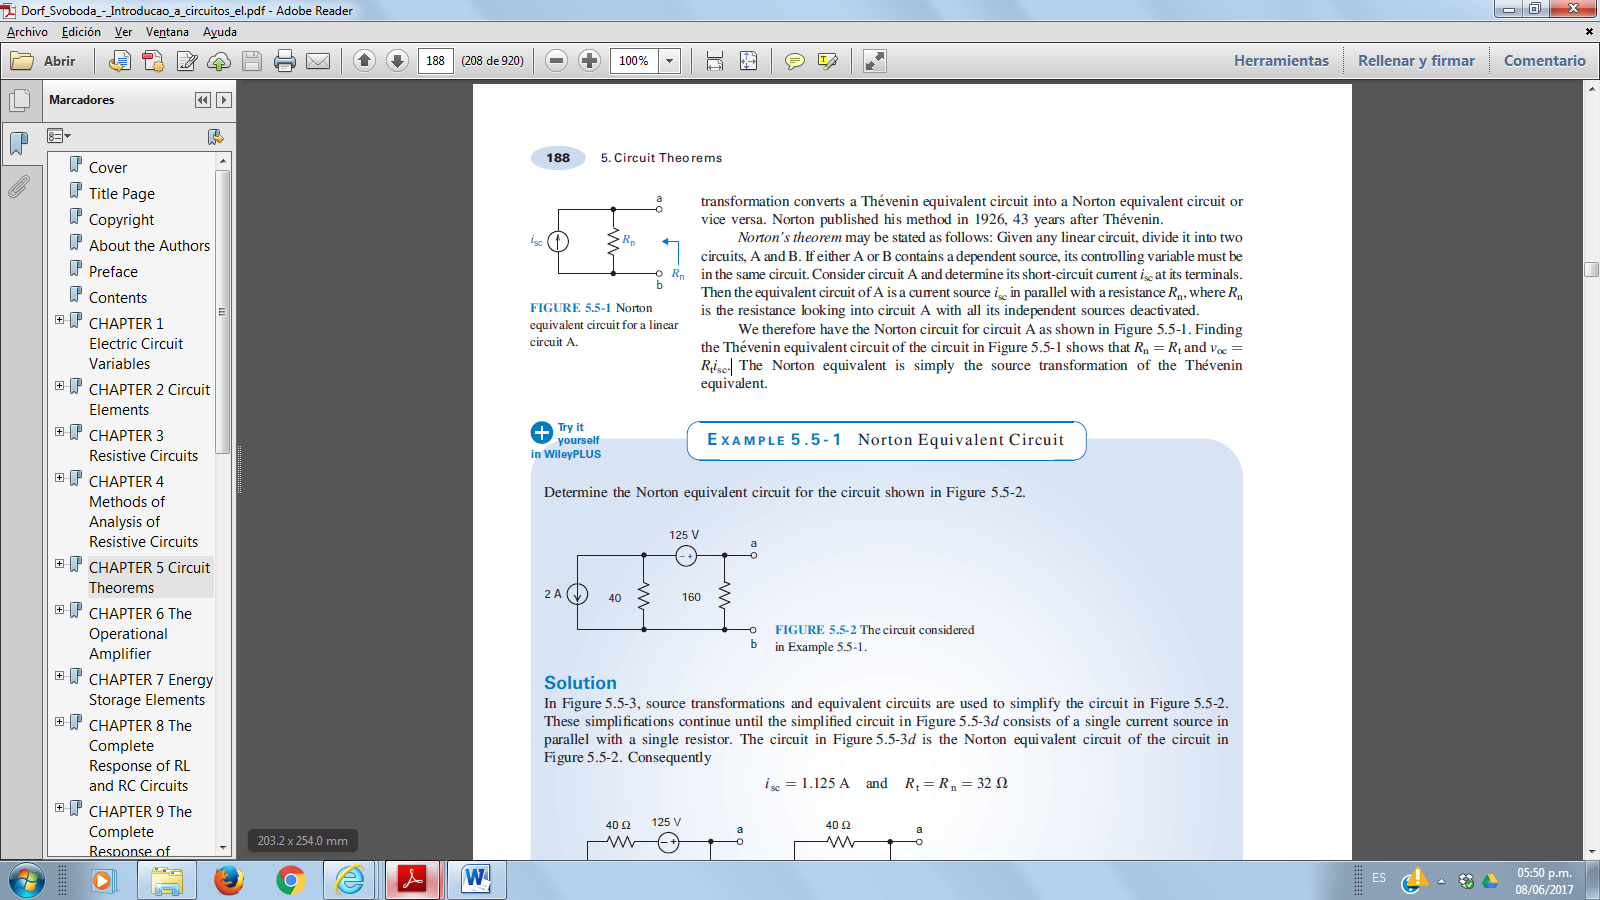 Dorf_Svoboda_-_Introducao_a_circuitos_el.pdf - Adobe Reader
Archivo Edición Ver Ventana Ayuda
Abrir
188 (208 de 920)
100%
Herramientas Rellenar y firmar Comentario
Marcadores
Cover
Title Page
Copyright
About the Authors
Preface
Contents
CHAPTER 1
Electric Circuit
Variables
CHAPTER 2 Circuit
Elements
CHAPTER 3
Resistive Circuits
CHAPTER 4
Methods of
Analysis of
Resistive Circuits
CHAPTER 5 Circuit
Theorems
CHAPTER 6 The
Operational
Amplifier
CHAPTER 7 Energy
Storage Elements
CHAPTER 8 The
Complete
Response of RL
and RC Circuits
CHAPTER 9 The
Complete
Response of
203.2 x 254.0 mm
188 5. Circuit Theorems
a
isc
Rn
Rn
b
FIGURE 5.5-1 Norton
equivalent circuit for a linear
circuit A.
transformation converts a Thévenin equivalent circuit into a Norton equivalent circuit or
vice versa. Norton published his method in 1926, 43 years after Thévenin.
Norton's theorem may be stated as follows: Given any linear circuit, divide it into two
circuits, A and B. If either A or B contains a dependent source, its controlling variable must be
in the same circuit. Consider circuit A and determine its short-circuit current isc at its terminals.
Then the equivalent circuit of A is a current source isc in parallel with a resistance Rn, where Rn
is the resistance looking into circuit A with all its independent sources deactivated.
We therefore have the Norton circuit for circuit A as shown in Figure 5.5-1. Finding
the Thévenin equivalent circuit of the circuit in Figure 5.5-1 shows that Rn = Rt and voc =
Rtisc. The Norton equivalent is simply the source transformation of the Thévenin
equivalent.
Try it
yourself
in WileyPLUS
EXAMPLE 5.5-1 Norton Equivalent Circuit
Determine the Norton equivalent circuit for the circuit shown in Figure 5.5-2.
125 V
a
- +
2 A
40
160
b
FIGURE 5.5-2 The circuit considered
in Example 5.5-1.
Solution
In Figure 5.5-3, source transformations and equivalent circuits are used to simplify the circuit in Figure 5.5-2.
These simplifications continue until the simplified circuit in Figure 5.5-3d consists of a single current source in
parallel with a single resistor. The circuit in Figure 5.5-3d is the Norton equivalent circuit of the circuit in
Figure 5.5-2. Consequently
isc = 1.125 A and Rt = Rn = 32 Ω
40 Ω 125 V a
- +
40 Ω a
ES
05:50 p.m.
08/06/2017